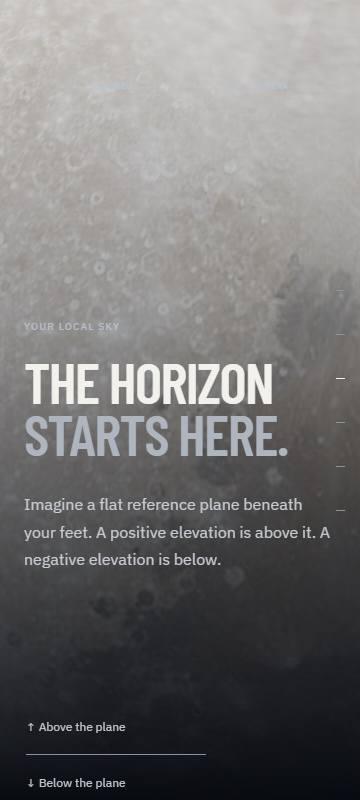 YOUR LOCAL SKY
THE HORIZON
STARTS HERE.
Imagine a flat reference plane beneath
your feet. A positive elevation is above it. A
negative elevation is below.
↑ Above the plane
↓ Below the plane